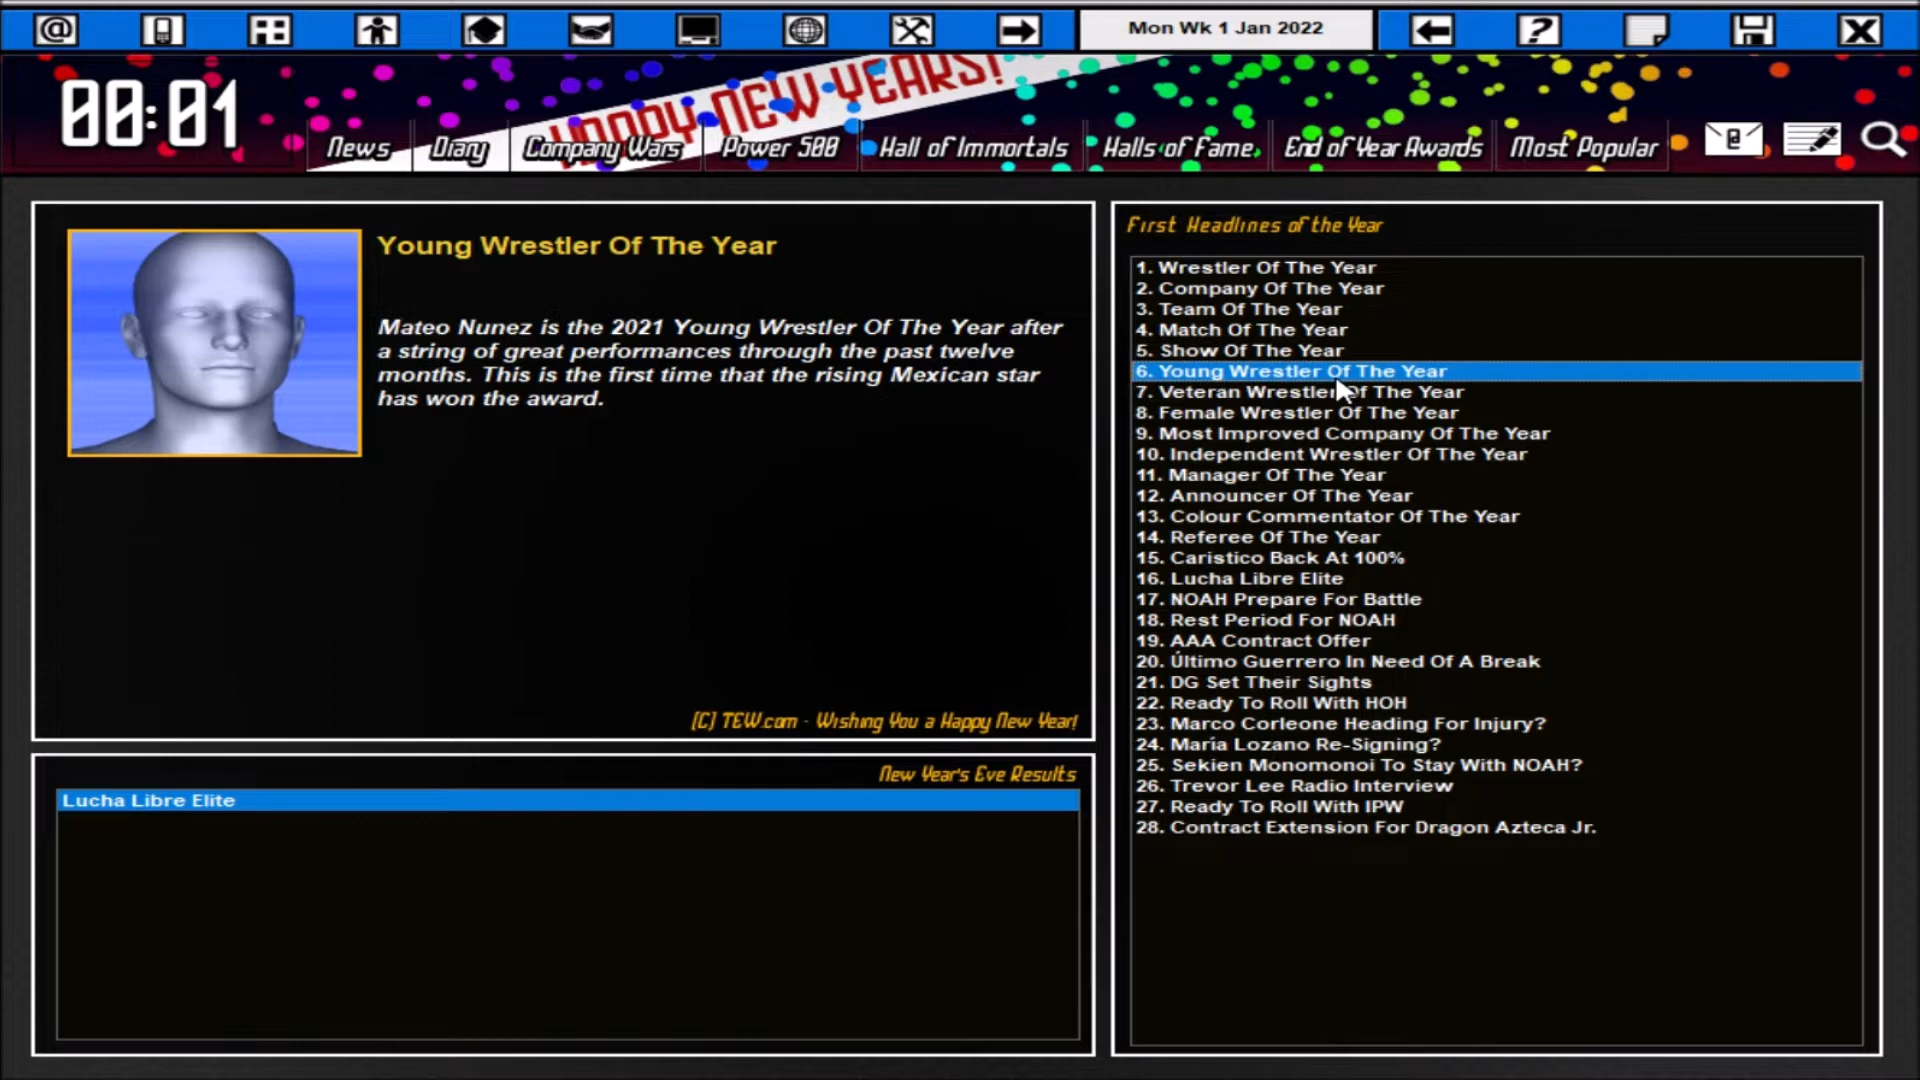 @
Mon Wk 1 Jan 2022
?
X
00:01
HAPPY NEW YEARS!
News
Diary
Company Wars
Power 500
Hall of Immortals
Halls of Fame
End of Year Awards
Most Popular
Young Wrestler Of The Year
Mateo Nunez is the 2021 Young Wrestler Of The Year after
a string of great performances through the past twelve
months. This is the first time that the rising Mexican star
has won the award.
(C) TEW.com - Wishing You a Happy New Year!
New Year's Eve Results
Lucha Libre Elite
First Headlines of the Year
1. Wrestler Of The Year
2. Company Of The Year
3. Team Of The Year
4. Match Of The Year
5. Show Of The Year
6. Young Wrestler Of The Year
7. Veteran Wrestler Of The Year
8. Female Wrestler Of The Year
9. Most Improved Company Of The Year
10. Independent Wrestler Of The Year
11. Manager Of The Year
12. Announcer Of The Year
13. Colour Commentator Of The Year
14. Referee Of The Year
15. Caristico Back At 100%
16. Lucha Libre Elite
17. NOAH Prepare For Battle
18. Rest Period For NOAH
19. AAA Contract Offer
20. Último Guerrero In Need Of A Break
21. DG Set Their Sights
22. Ready To Roll With HOH
23. Marco Corleone Heading For Injury?
24. María Lozano Re-Signing?
25. Sekien Monomonoi To Stay With NOAH?
26. Trevor Lee Radio Interview
27. Ready To Roll With IPW
28. Contract Extension For Dragon Azteca Jr.